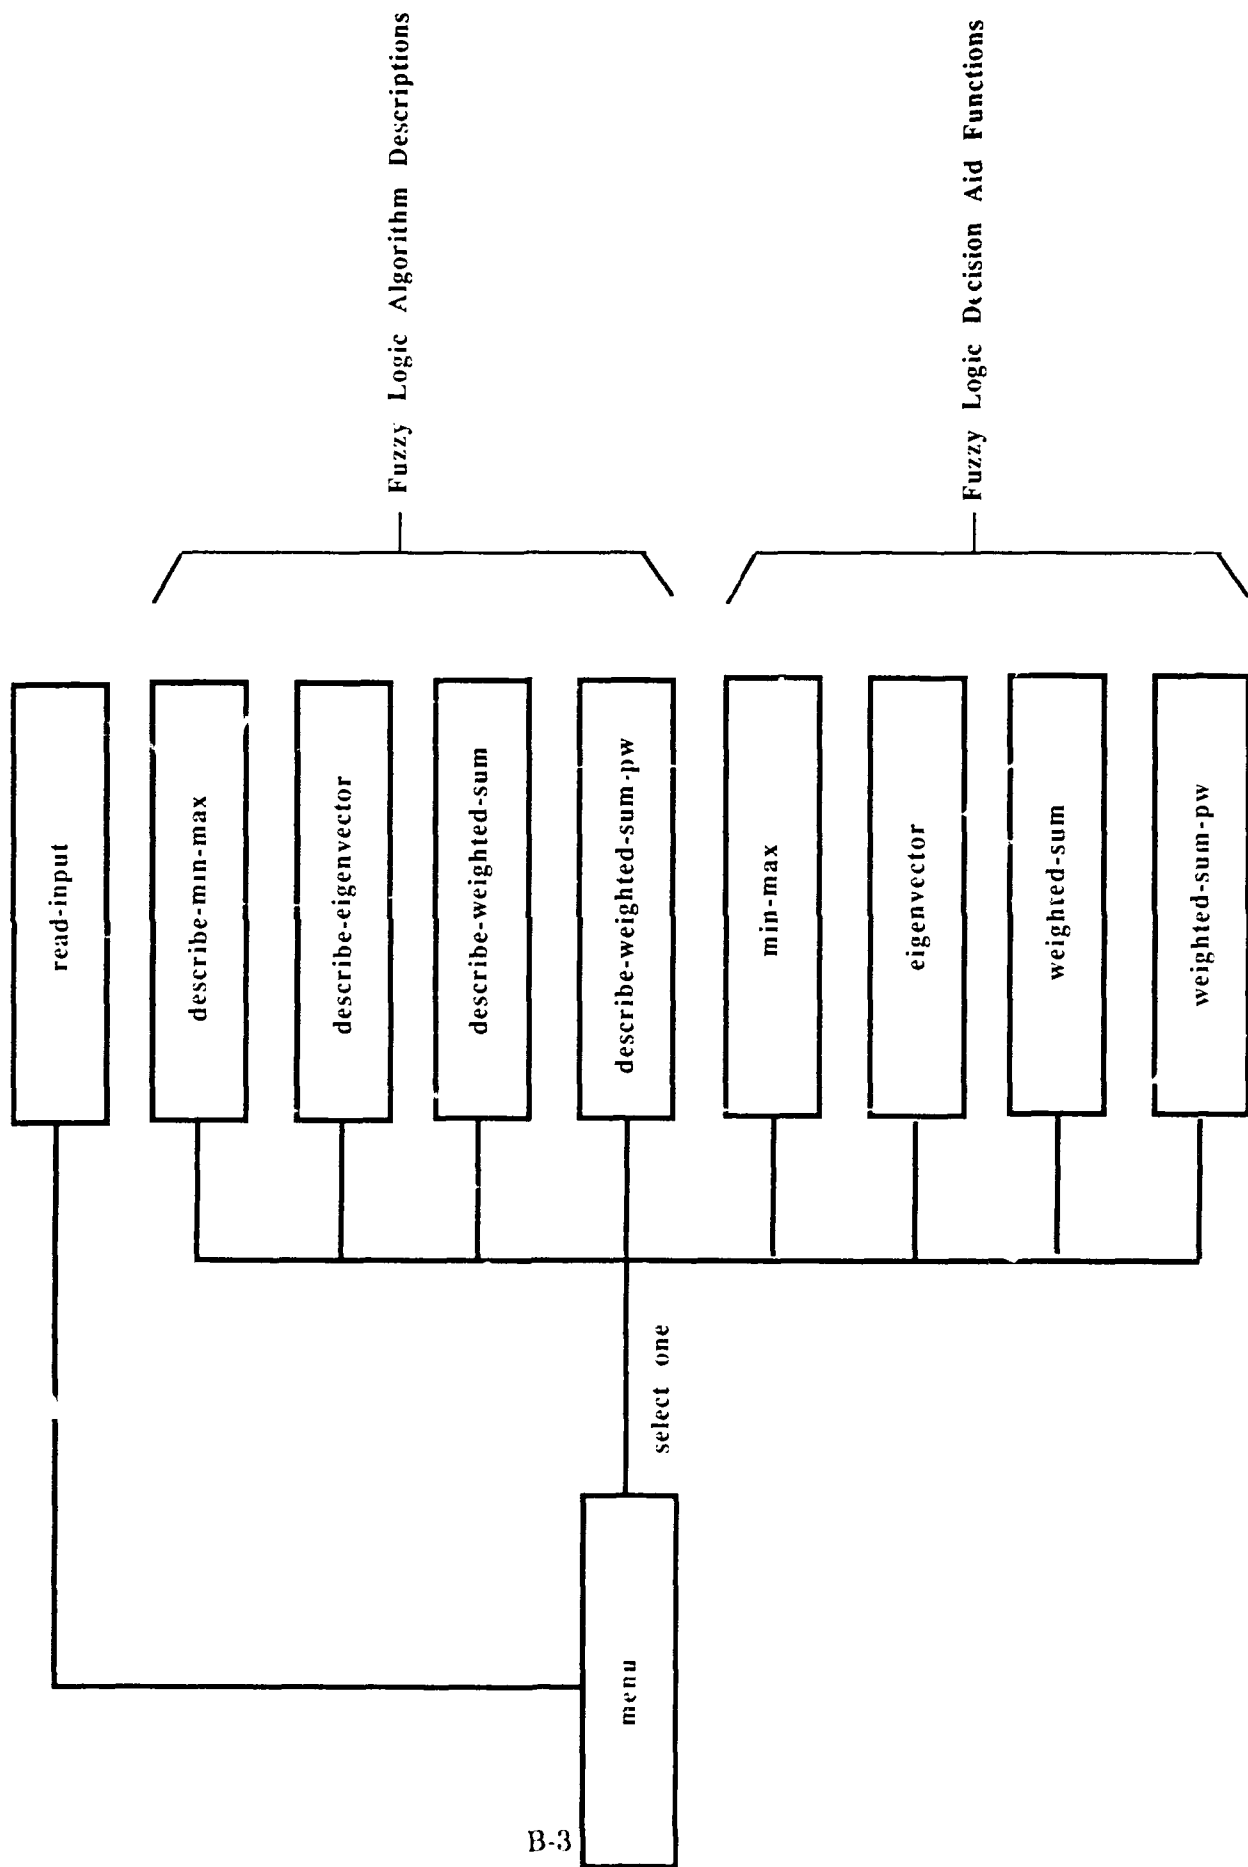 read-input
describe-min-max
describe-eigenvector
describe-weighted-sum
describe-weighted-sum-pw
Fuzzy Logic Algorithm Descriptions
menu
select one
min-max
eigenvector
weighted-sum
weighted-sum-pw
Fuzzy Logic Decision Aid Functions
B-3